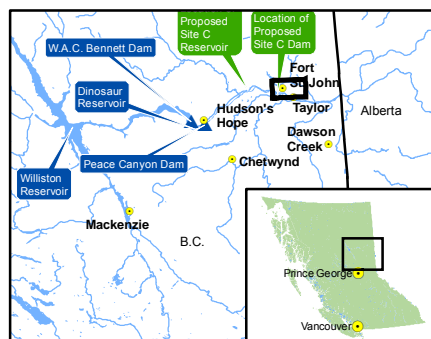 Proposed
Site C
Reservoir
Location of
Proposed
Site C Dam
W.A.C. Bennett Dam
Fort
St. John
Dinosaur
Reservoir
Taylor
Alberta
Hudson's
Hope
Dawson
Creek
Peace Canyon Dam
Chetwynd
Williston
Reservoir
Mackenzie
B.C.
Prince George
Vancouver